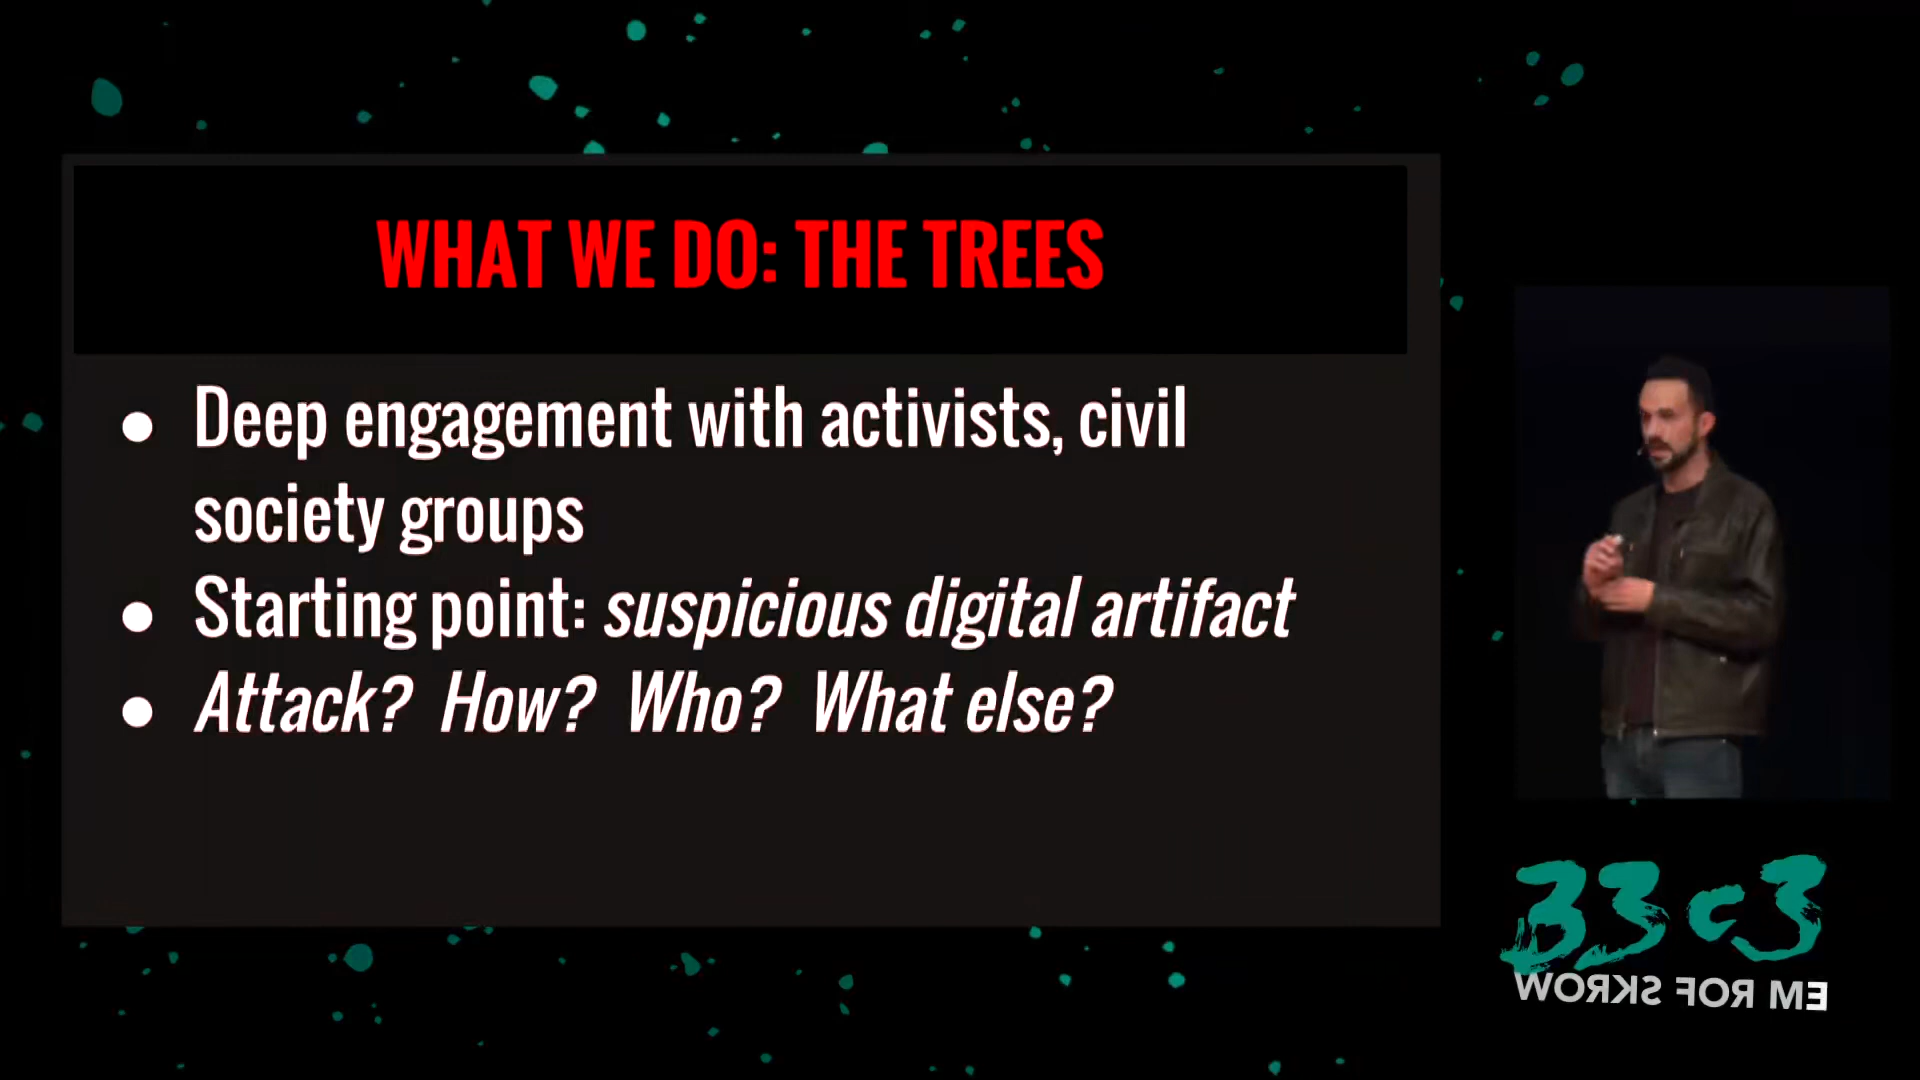 WHAT WE DO: THE TREES
● Deep engagement with activists, civil
society groups
● Starting point: suspicious digital artifact
● Attack? How? Who? What else?
33c3
WORKS FOR ME